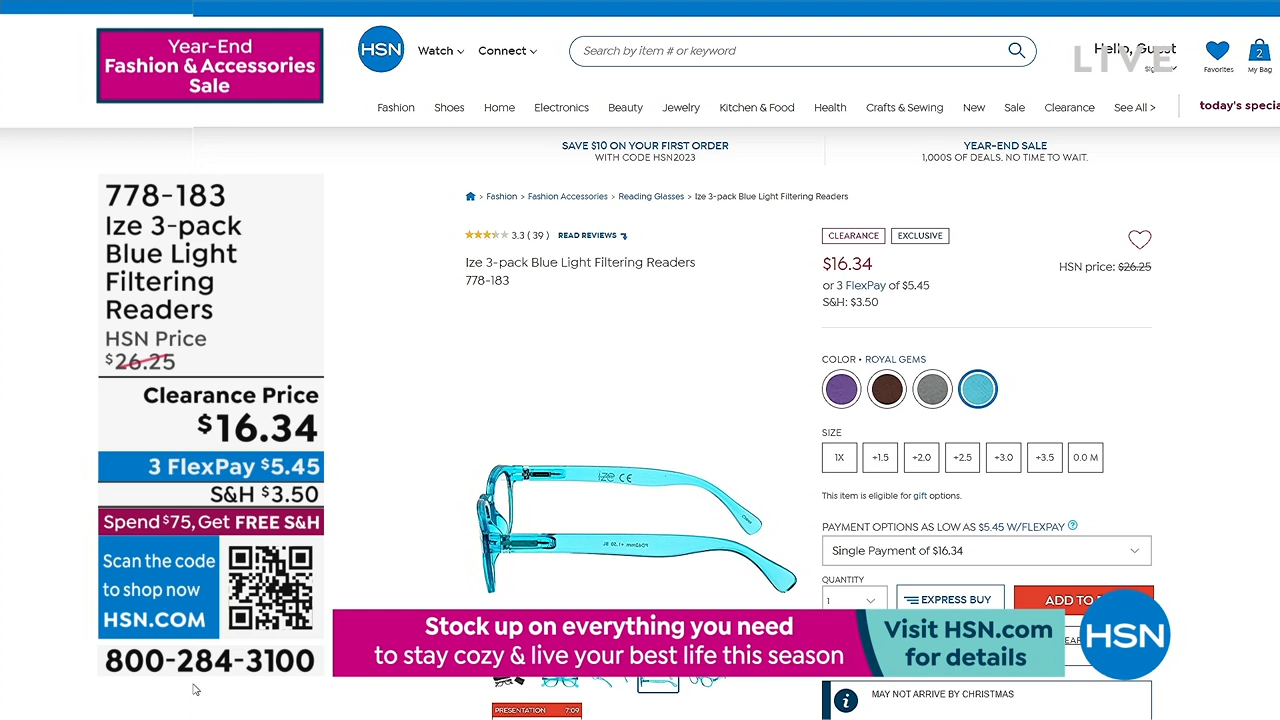 Year-End
Fashion & Accessories
Sale
HSN
Watch
Connect
Search by item # or keyword
Hello, Guest
LIVE
Favorites
2
My Bag
Fashion
Shoes
Home
Electronics
Beauty
Jewelry
Kitchen & Food
Health
Crafts & Sewing
New
Sale
Clearance
See All >
today's specia
SAVE $10 ON YOUR FIRST ORDER
WITH CODE HSN2023
YEAR-END SALE
1,000S OF DEALS. NO TIME TO WAIT.
778-183
Ize 3-pack
Blue Light
Filtering
Readers
HSN Price
$26.25
Clearance Price
$16.34
3 FlexPay $5.45
S&H $3.50
Spend $75, Get FREE S&H
Scan the code
to shop now
HSN.COM
800-284-3100
> Fashion > Fashion Accessories > Reading Glasses > Ize 3-pack Blue Light Filtering Readers
3.3 ( 39 ) READ REVIEWS
Ize 3-pack Blue Light Filtering Readers
778-183
ize CE
CLEARANCE
EXCLUSIVE
$16.34
HSN price: $26.25
or 3 FlexPay of $5.45
S&H: $3.50
COLOR • ROYAL GEMS
SIZE
1X
+1.5
+2.0
+2.5
+3.0
+3.5
0.0 M
This item is eligible for gift options.
PAYMENT OPTIONS AS LOW AS $5.45 W/FLEXPAY ?
Single Payment of $16.34
QUANTITY
1
EXPRESS BUY
ADD TO
Stock up on everything you need
to stay cozy & live your best life this season
Visit HSN.com
for details
HSN
PRESENTATION 7:09
i
MAY NOT ARRIVE BY CHRISTMAS